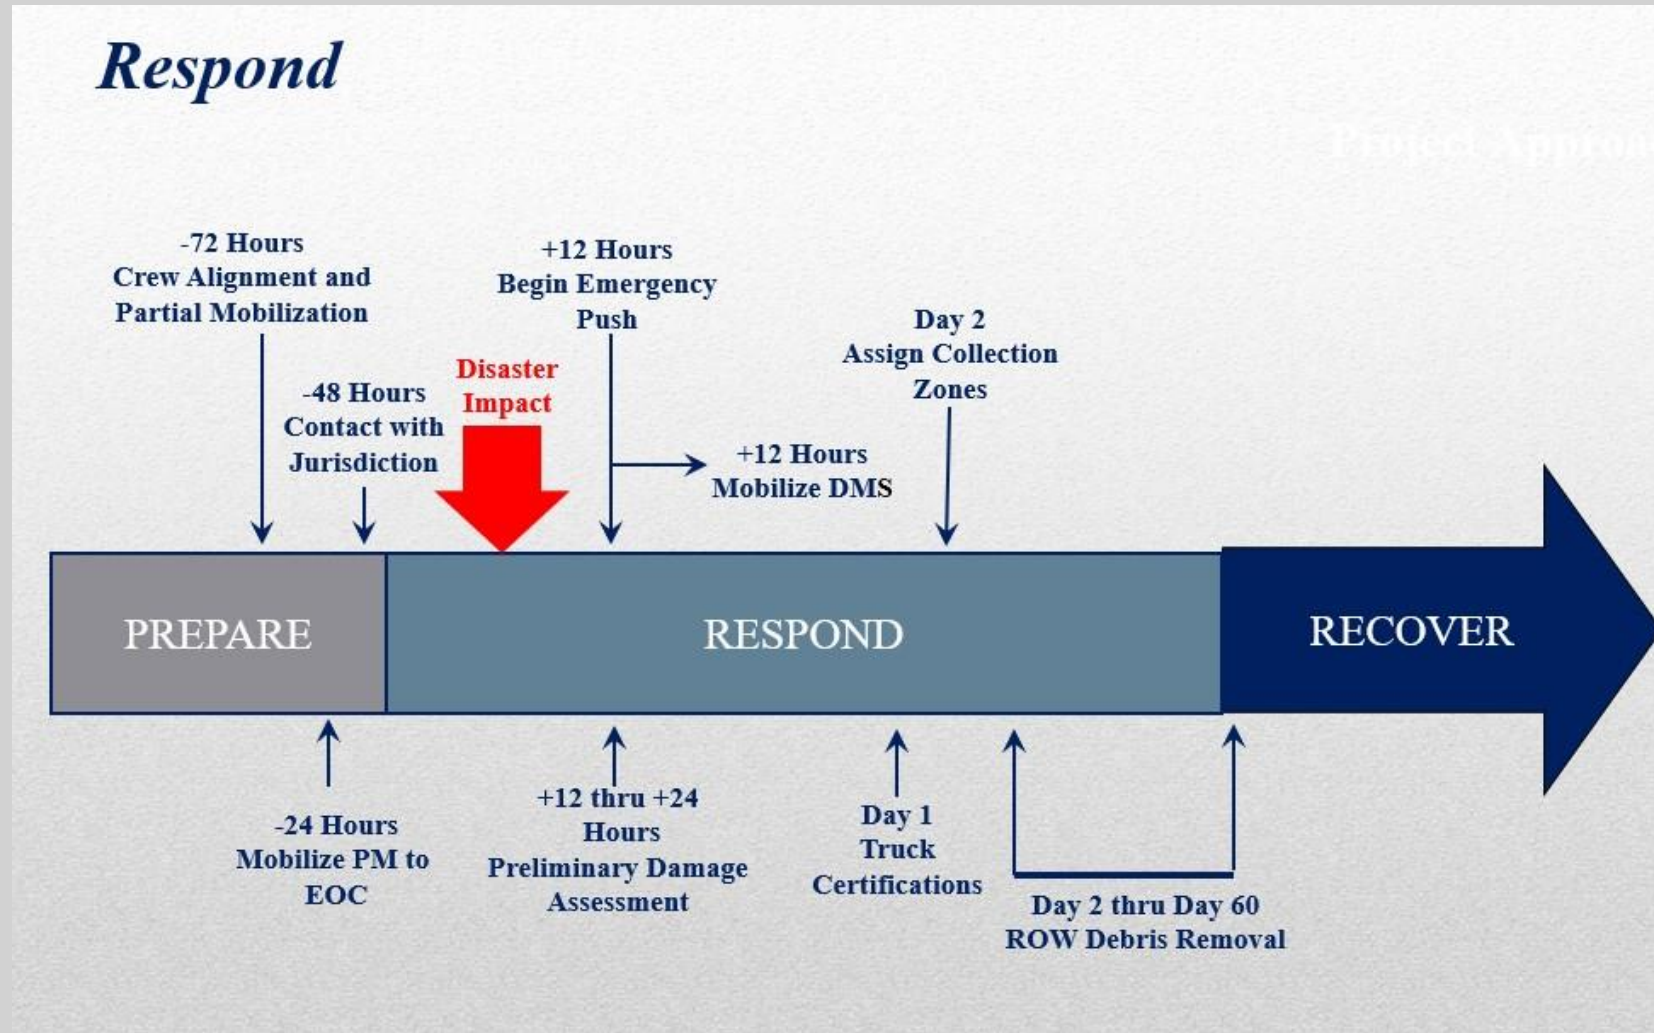 Respond
Project Approa
-72 Hours
Crew Alignment and
Partial Mobilization
-48 Hours
Contact with
Jurisdiction
Disaster
Impact
+12 Hours
Begin Emergency
Push
+12 Hours
Mobilize DMS
Day 2
Assign Collection
Zones
PREPARE
RESPOND
RECOVER
-24 Hours
Mobilize PM to
EOC
+12 thru +24
Hours
Preliminary Damage
Assessment
Day 1
Truck
Certifications
Day 2 thru Day 60
ROW Debris Removal